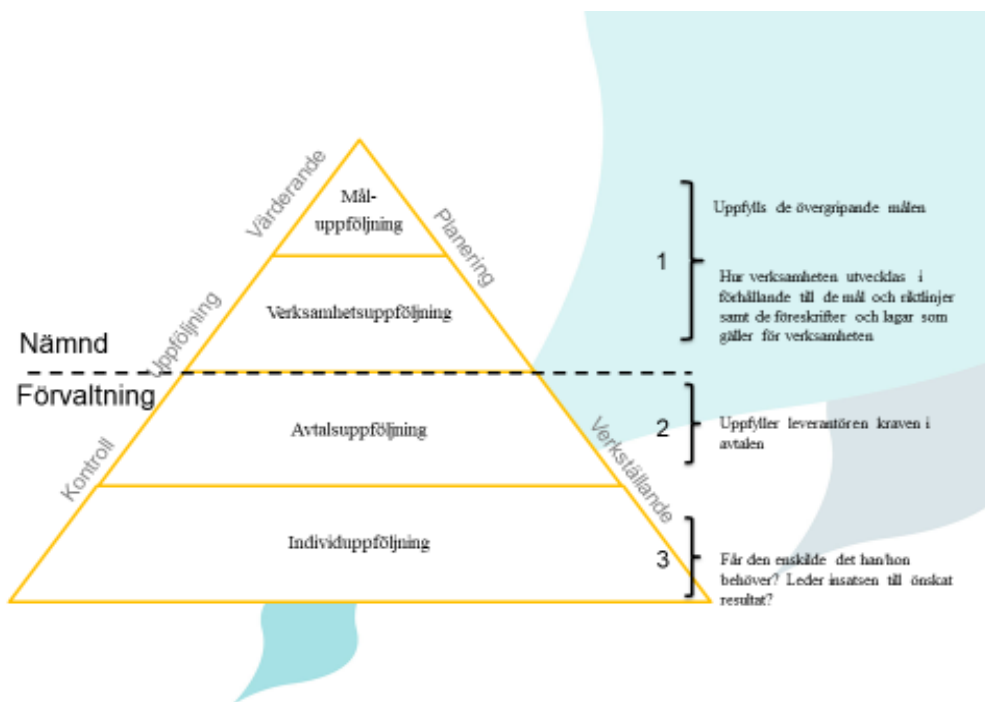 Värderande
Mål-
uppföljning
Planering
Uppföljning
Verksamhetsuppföljning
Nämnd
Förvaltning
Kontroll
Avtalsuppföljning
Verkställande
Individuppföljning
1
Uppfylls de övergripande målen
Hur verksamheten utvecklas i
förhållande till de mål och riktlinjer
samt de föreskrifter och lagar som
gäller för verksamheten
2
Uppfyller leverantören kraven i
avtalen
3
Får den enskilde det han/hon
behöver? Leder insatsen till önskat
resultat?